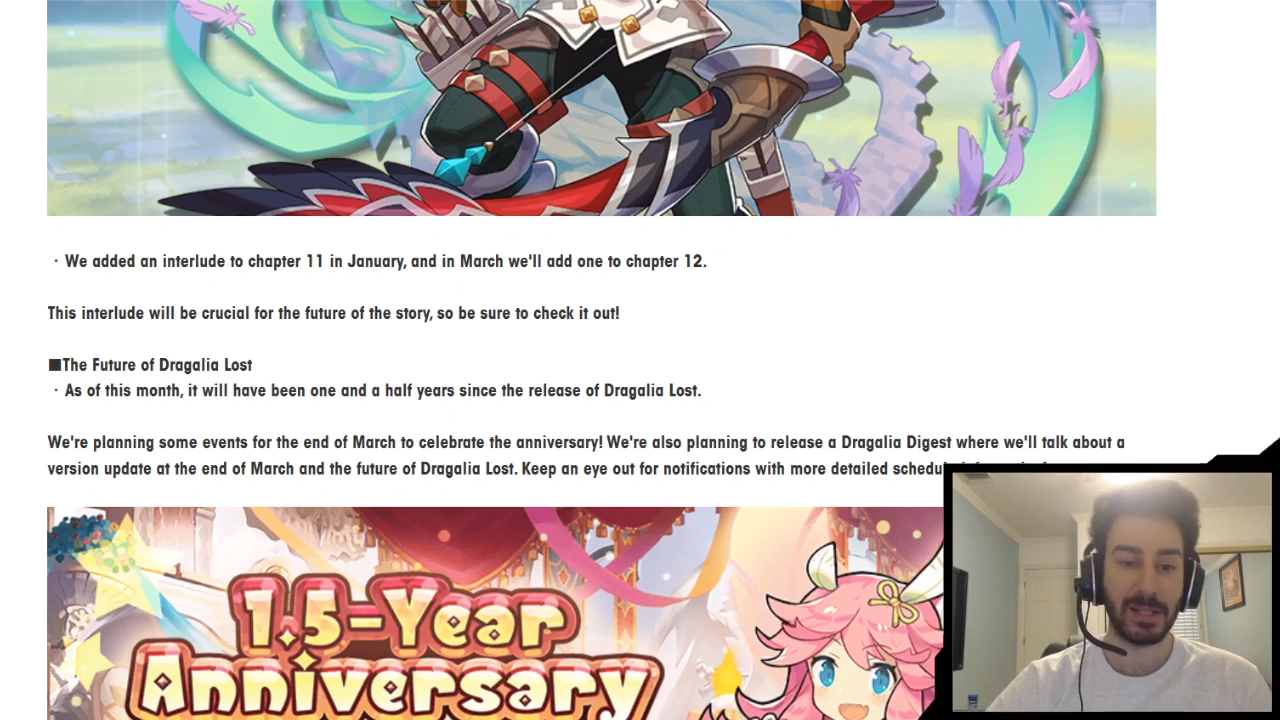 ・We added an interlude to chapter 11 in January, and in March we'll add one to chapter 12.
This interlude will be crucial for the future of the story, so be sure to check it out!
■The Future of Dragalia Lost
・As of this month, it will have been one and a half years since the release of Dragalia Lost.
We're planning some events for the end of March to celebrate the anniversary! We're also planning to release a Dragalia Digest where we'll talk about a
version update at the end of March and the future of Dragalia Lost. Keep an eye out for notifications with more detailed
1.5-Year
Anniversary